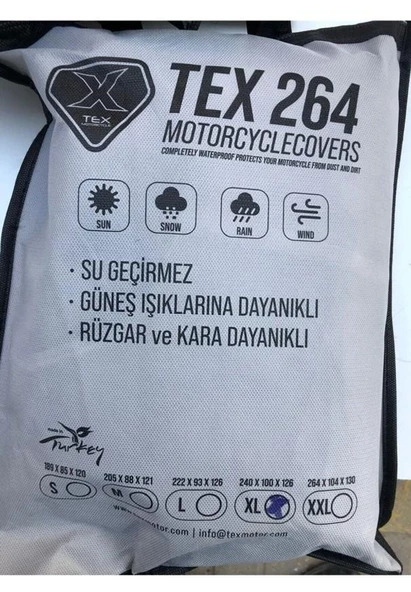 TEX
MOTORCYCLE
TEX 264
MOTORCYCLECOVERS
COMPLETELY WATERPROOF PROTECTS YOUR MOTORCYCLE FROM DUST AND DIRT
SUN SNOW RAIN WIND
· SU GEÇİRMEZ
· GÜNEŞ IŞIKLARINA DAYANIKLI
· RÜZGAR ve KARA DAYANIKLI
made in
Turkey
186 X 85 X 120 205 X 88 X 121 222 X 93 X 126 240 X 100 X 126 264 X 104 X 130
S M L XL XXL
www.texmotor.com | info@texmotor.com